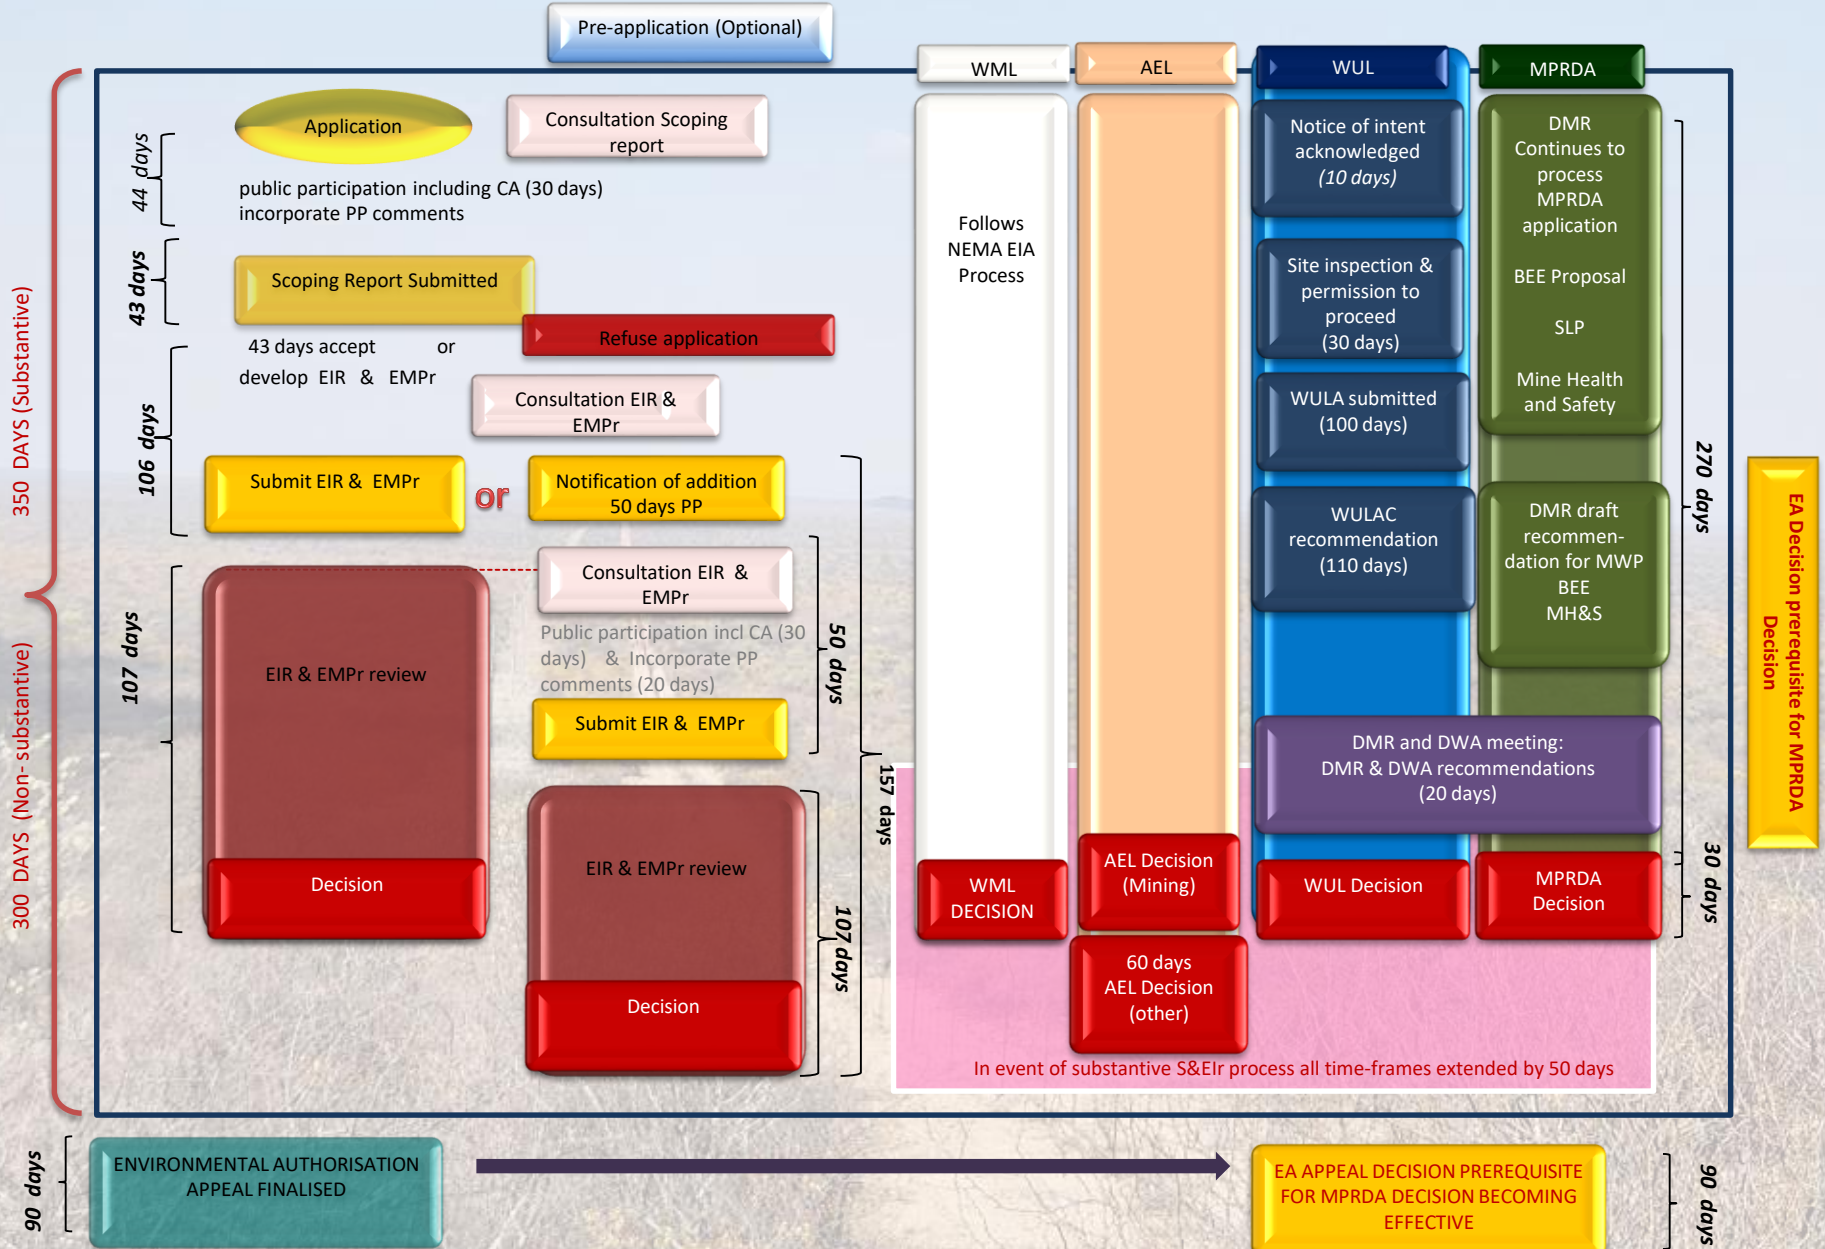 Pre-application (Optional)
WML
AEL
WUL
MPRDA
350 DAYS (Substantive)
300 DAYS (Non- substantive)
44 days
Application
Consultation Scoping
report
public participation including CA (30 days)
incorporate PP comments
43 days
Scoping Report Submitted
Refuse application
43 days accept or
develop EIR & EMPr
106 days
Consultation EIR &
EMPr
Submit EIR & EMPr
or
Notification of addition
50 days PP
107 days
EIR & EMPr review
Decision
Consultation EIR &
EMPr
Public participation incl CA (30
days) & Incorporate PP
comments (20 days)
Submit EIR & EMPr
50 days
157 days
EIR & EMPr review
Decision
107 days
Follows
NEMA EIA
Process
WML
DECISION
AEL Decision
(Mining)
60 days
AEL Decision
(other)
Notice of intent
acknowledged
(10 days)
Site inspection &
permission to
proceed
(30 days)
WULA submitted
(100 days)
WULAC
recommendation
(110 days)
DMR
Continues to
process
MPRDA
application
BEE Proposal
SLP
Mine Health
and Safety
DMR draft
recommen-
dation for MWP
BEE
MH&S
DMR and DWA meeting:
DMR & DWA recommendations
(20 days)
WUL Decision
MPRDA
Decision
270 days
30 days
EA Decision prerequisite for MPRDA
Decision
In event of substantive S&EIr process all time-frames extended by 50 days
90 days
ENVIRONMENTAL AUTHORISATION
APPEAL FINALISED
EA APPEAL DECISION PREREQUISITE
FOR MPRDA DECISION BECOMING
EFFECTIVE
90 days